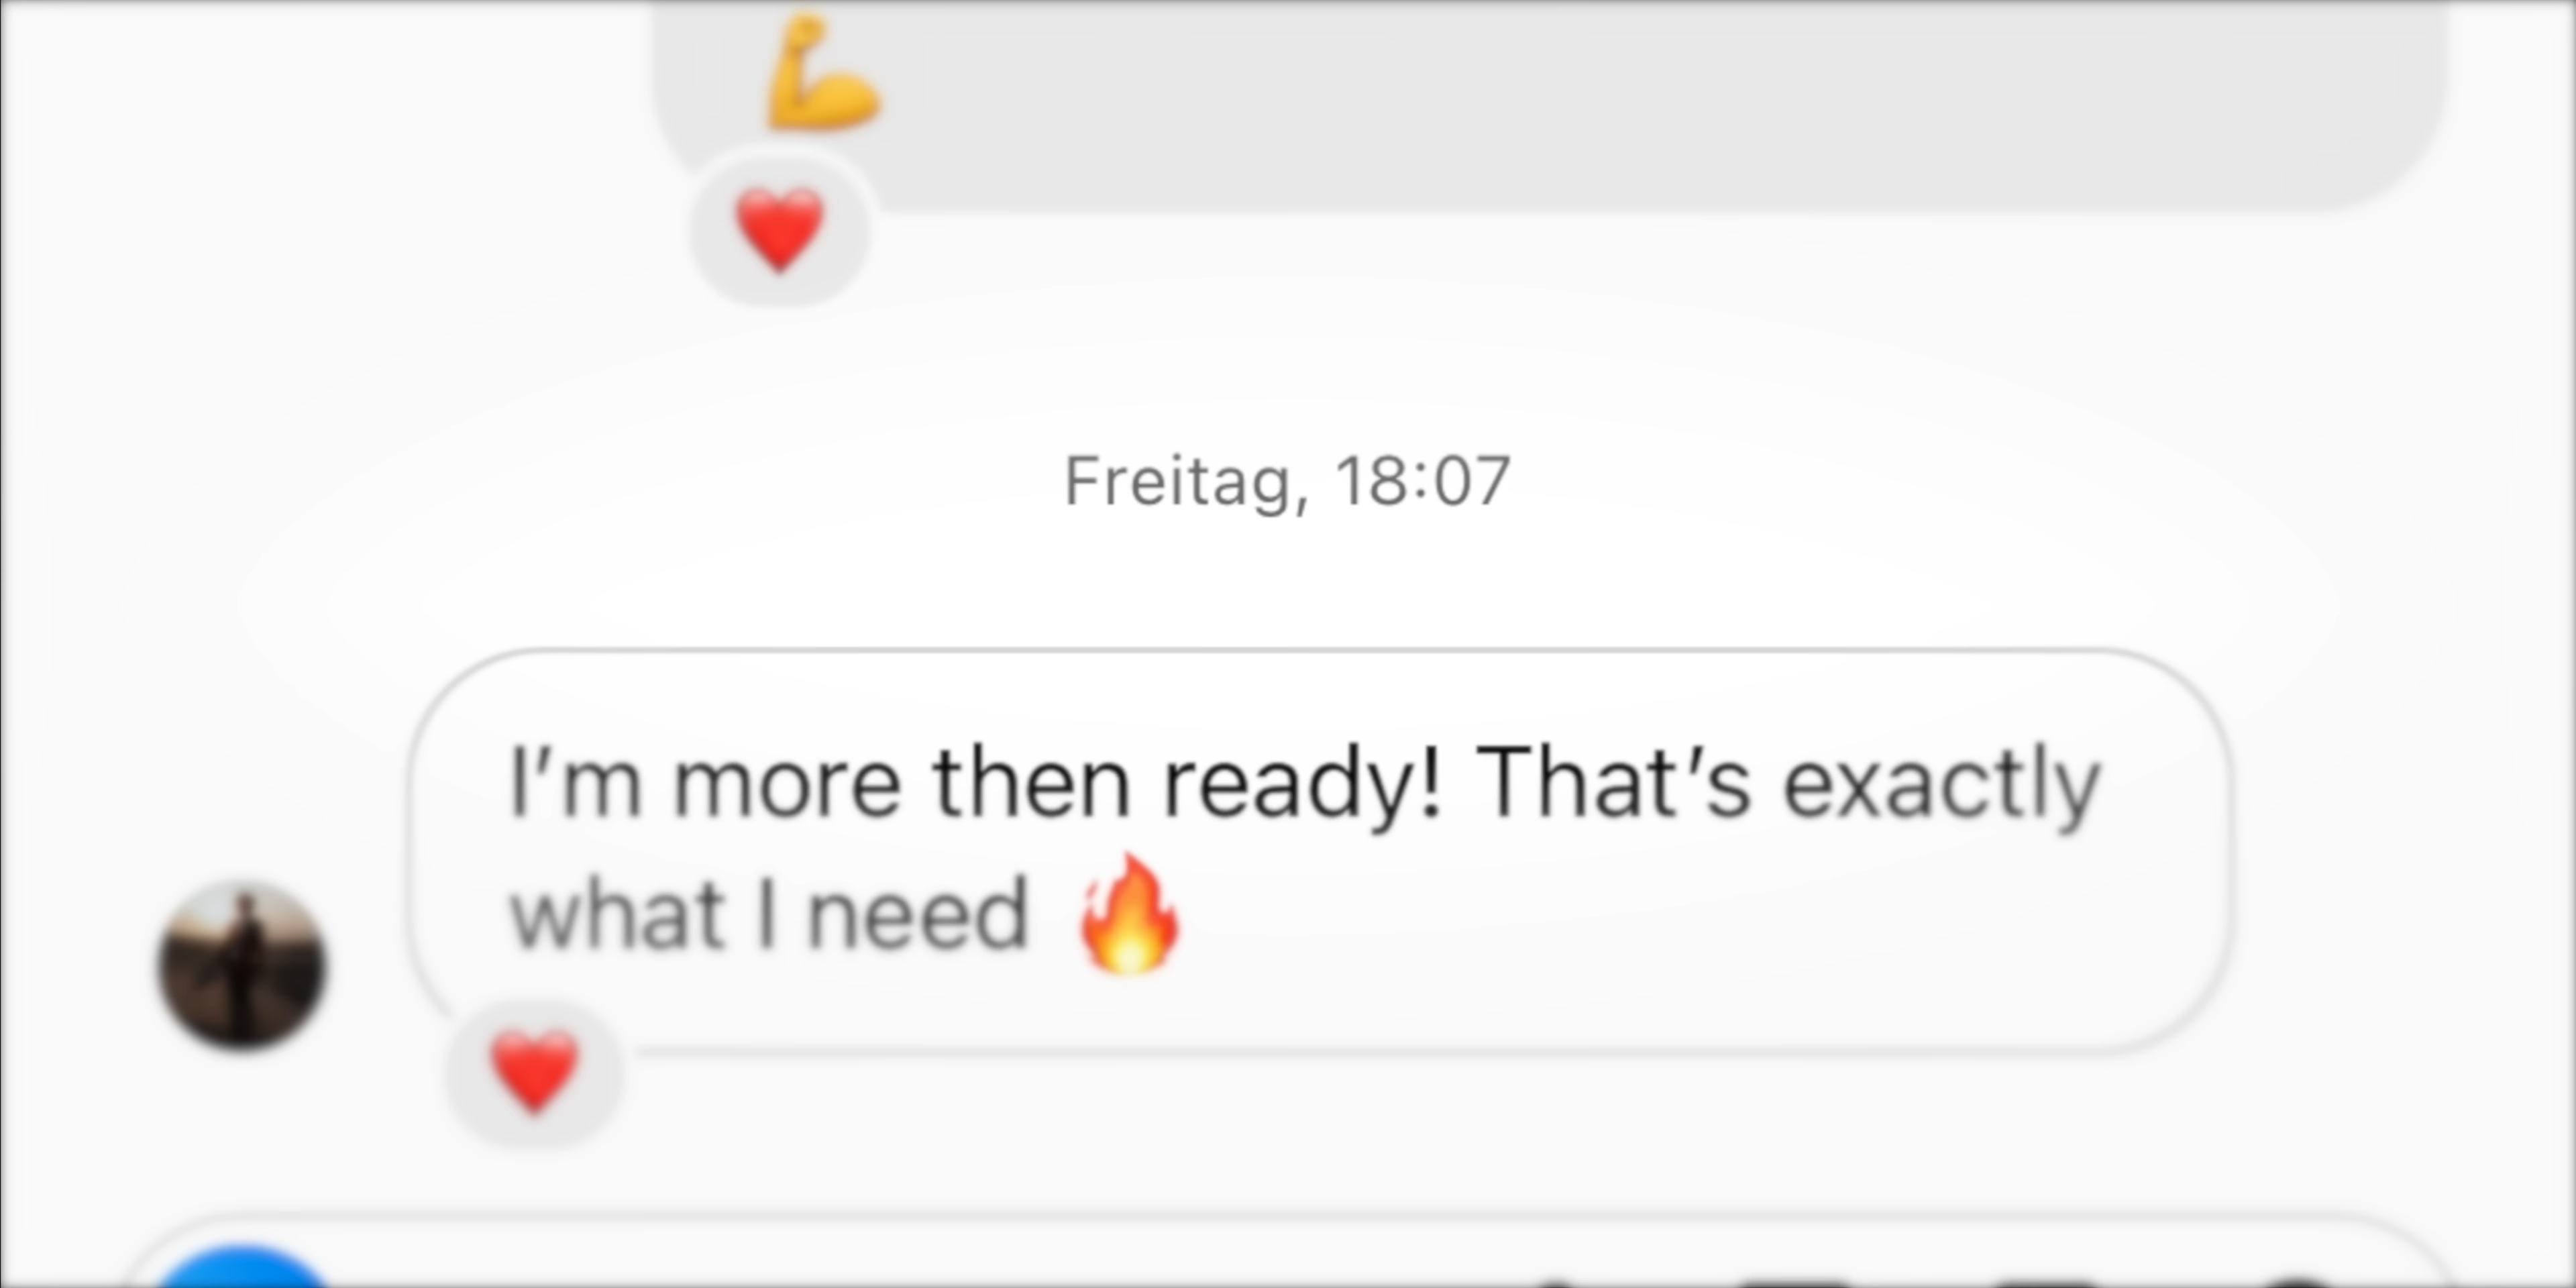 💪
❤️
Freitag, 18:07
I’m more then ready! That’s exactly
what I need 🔥
❤️